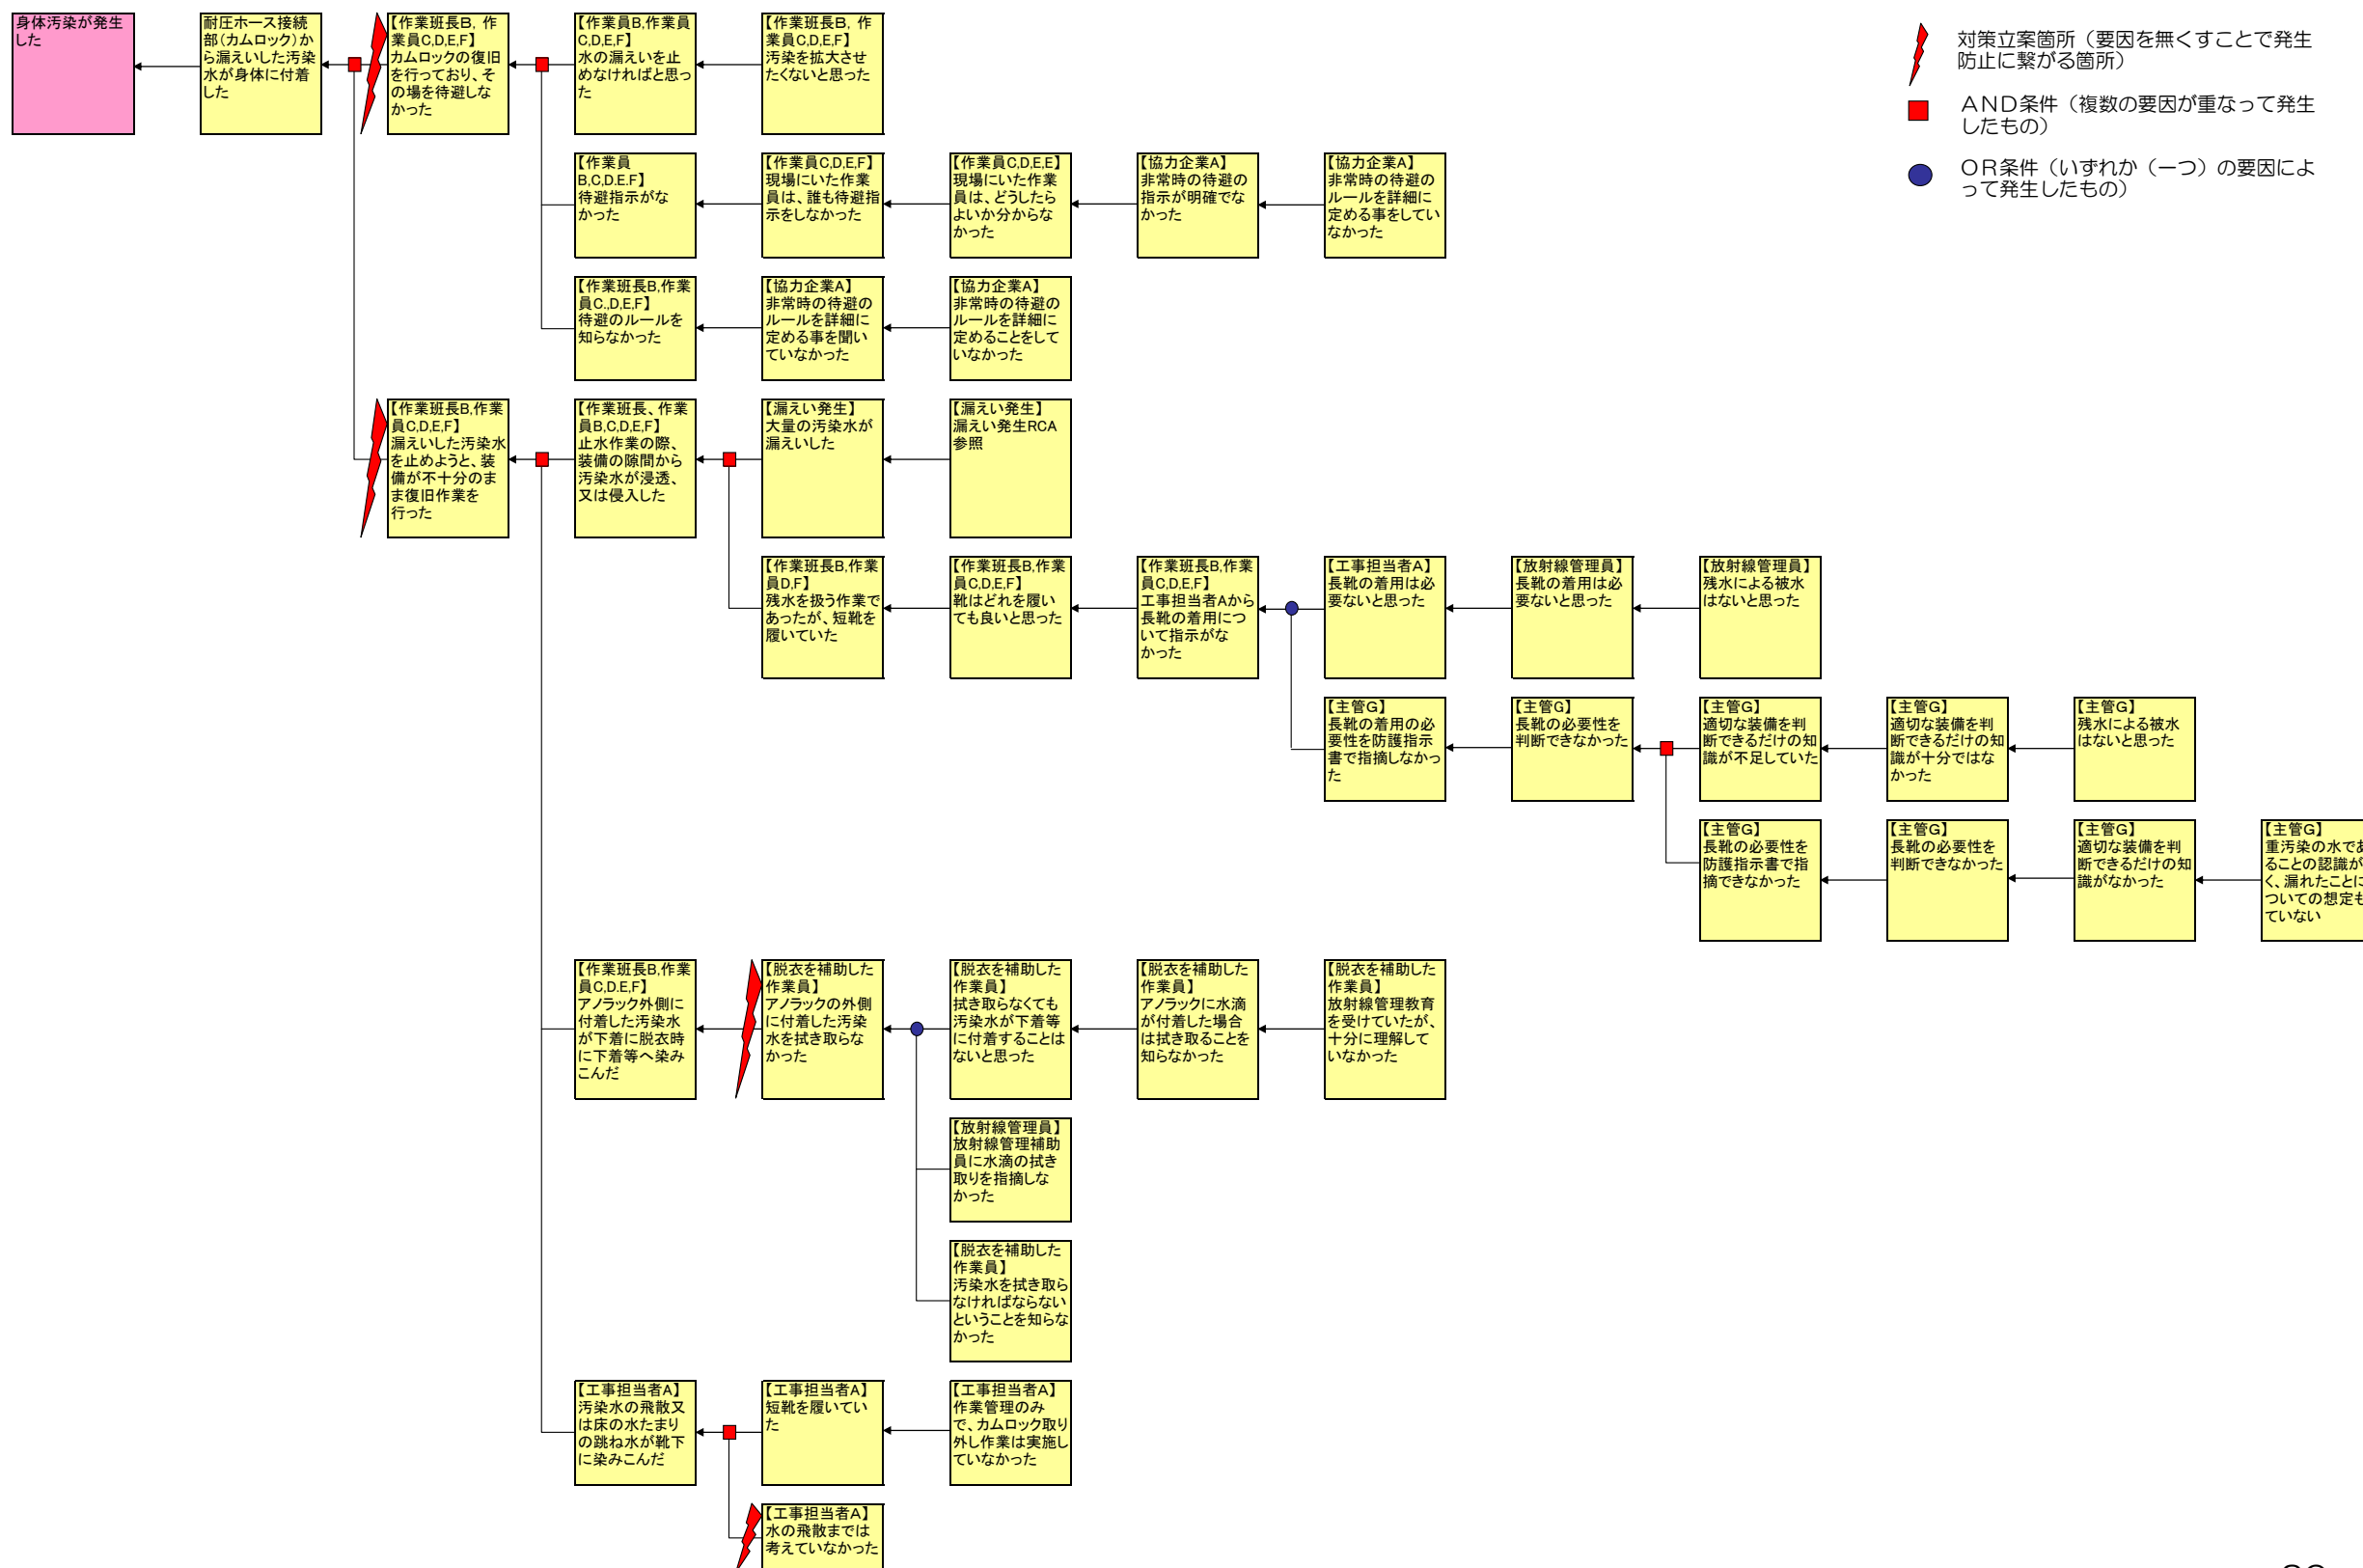 身体汚染が発生
した
耐圧ホース接続
部(カムロック)か
ら漏えいした汚染
水が身体に付着
した
【作業班長B, 作
業員C,D,E,F】
カムロックの復旧
を行っており、そ
の場を待避しな
かった
【作業員B,作業員
C,D,E,F】
水の漏えいを止
めなければと思っ
た
【作業班長B, 作
業員C,D,E,F】
汚染を拡大させ
たくないと思った
対策立案箇所（要因を無くすことで発生
防止に繋がる箇所）
ＡＮＤ条件（複数の要因が重なって発生
したもの）
ＯＲ条件（いずれか（一つ）の要因によ
って発生したもの）
【作業員
B,C,D.E.F】
待避指示がな
かった
【作業員C,D,E,F】
現場にいた作業
員は、誰も待避指
示をしなかった
【作業員C,D,E,E】
現場にいた作業
員は、どうしたら
よいか分からな
かった
【協力企業A】
非常時の待避の
指示が明確でな
かった
【協力企業A】
非常時の待避の
ルールを詳細に
定める事をしてい
なかった
【作業班長B,作業
員C.,D,E,F】
待避のルールを
知らなかった
【協力企業A】
非常時の待避の
ルールを詳細に
定める事を聞い
ていなかった
【協力企業A】
非常時の待避の
ルールを詳細に
定めることをして
いなかった
【作業班長B,作業
員C,D,E,F】
漏えいした汚染水
を止めようと、装
備が不十分のま
ま復旧作業を
行った
【作業班長、作業
員B,C,D,E,F】
止水作業の際、
装備の隙間から
汚染水が浸透、
又は侵入した
【漏えい発生】
大量の汚染水が
漏えいした
【漏えい発生】
漏えい発生RCA
参照
【作業班長B,作業
員D,F】
残水を扱う作業で
あったが、短靴を
履いていた
【作業班長B,作業
員C,D,E,F】
靴はどれを履い
ても良いと思った
【作業班長B,作業
員C,D,E,F】
工事担当者Aから
長靴の着用につ
いて指示がな
かった
【工事担当者A】
長靴の着用は必
要ないと思った
【放射線管理員】
長靴の着用は必
要ないと思った
【放射線管理員】
残水による被水
はないと思った
【主管G】
長靴の着用の必
要性を防護指示
書で指摘しなかっ
た
【主管G】
長靴の必要性を
判断できなかった
【主管G】
適切な装備を判
断できるだけの知
識が不足していた
【主管G】
適切な装備を判
断できるだけの知
識が十分ではな
かった
【主管G】
残水による被水
はないと思った
【主管G】
長靴の必要性を
防護指示書で指
摘できなかった
【主管G】
長靴の必要性を
判断できなかった
【主管G】
適切な装備を判
断できるだけの知
識がなかった
【主管G】
重汚染の水であ
ることの認識が
く、漏れたことに
ついての想定も
ていない
【作業班長B,作業
員C,D,E,F】
アノラック外側に
付着した汚染水
が下着に脱衣時
に下着等へ染み
こんだ
【脱衣を補助した
作業員】
アノラックの外側
に付着した汚染
水を拭き取らな
かった
【脱衣を補助した
作業員】
拭き取らなくても
汚染水が下着等
に付着することは
ないと思った
【脱衣を補助した
作業員】
アノラックに水滴
が付着した場合
は拭き取ることを
知らなかった
【脱衣を補助した
作業員】
放射線管理教育
を受けていたが、
十分に理解して
いなかった
【放射線管理員】
放射線管理補助
員に水滴の拭き
取りを指摘しな
かった
【脱衣を補助した
作業員】
汚染水を拭き取ら
なければならない
ということを知らな
かった
【工事担当者A】
汚染水の飛散又
は床の水たまり
の跳ね水が靴下
に染みこんだ
【工事担当者A】
短靴を履いてい
た
【工事担当者A】
作業管理のみ
で、カムロック取り
外し作業は実施し
ていなかった
【工事担当者A】
水の飛散までは
考えていなかった